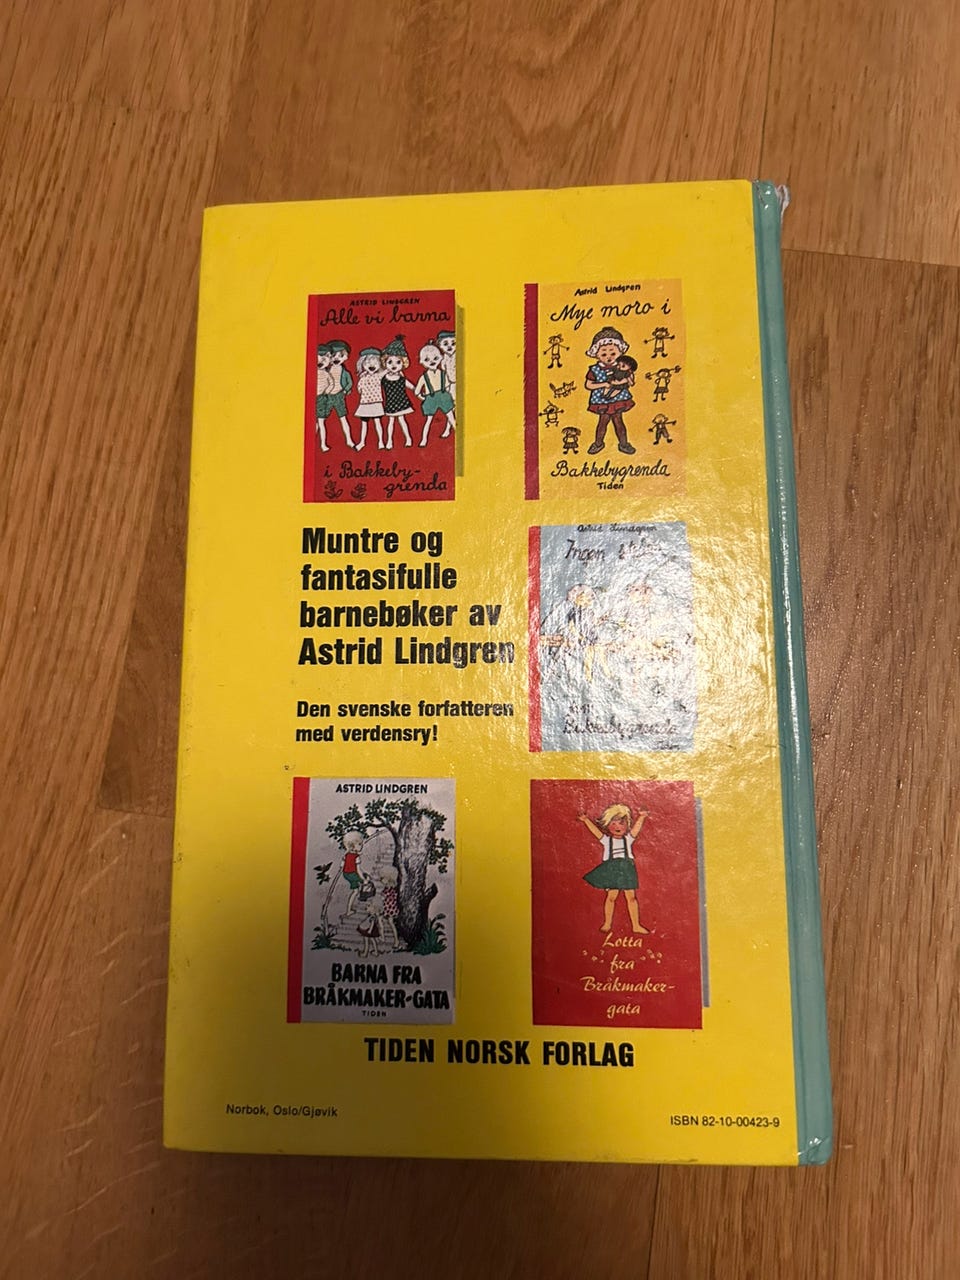 ASTRID LINDGREN
Alle vi barna
i Bakkeby-
grenda
Astrid Lindgren
Mye moro i
Bakkebygrenda
Tiden
Muntre og
fantasifulle
barnebøker av
Astrid Lindgren
Den svenske forfatteren
med verdensry!
Astrid Lindgren
Ingen
Bakkebygrenda
ASTRID LINDGREN
BARNA FRA
BRÅKMAKER-GATA
TIDEN
Lotta
fra
Bråkmaker-
gata
TIDEN NORSK FORLAG
Norbok, Oslo/Gjøvik
ISBN 82-10-00423-9